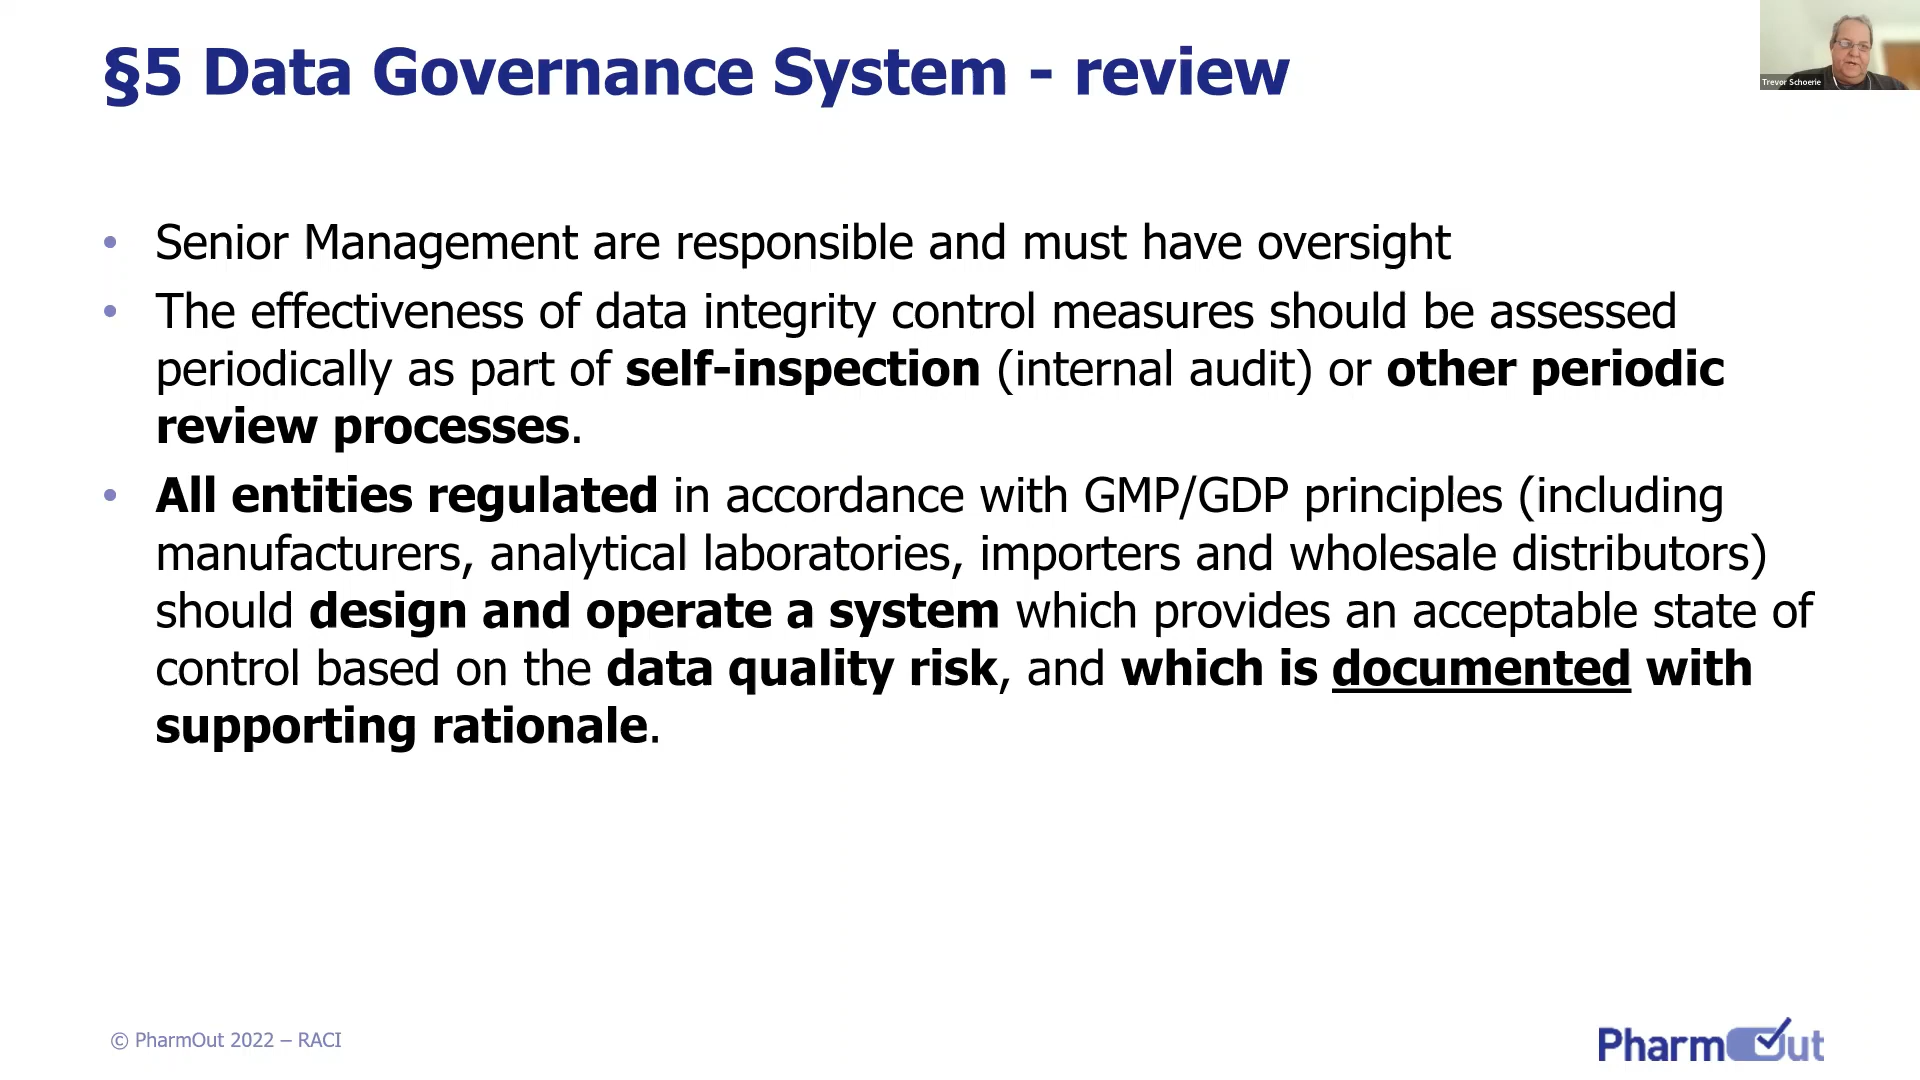 §5 Data Governance System - review
Trevor Schoerie
• Senior Management are responsible and must have oversight
• The effectiveness of data integrity control measures should be assessed
periodically as part of self-inspection (internal audit) or other periodic
review processes.
• All entities regulated in accordance with GMP/GDP principles (including
manufacturers, analytical laboratories, importers and wholesale distributors)
should design and operate a system which provides an acceptable state of
control based on the data quality risk, and which is documented with
supporting rationale.
© PharmOut 2022 – RACI
PharmOut